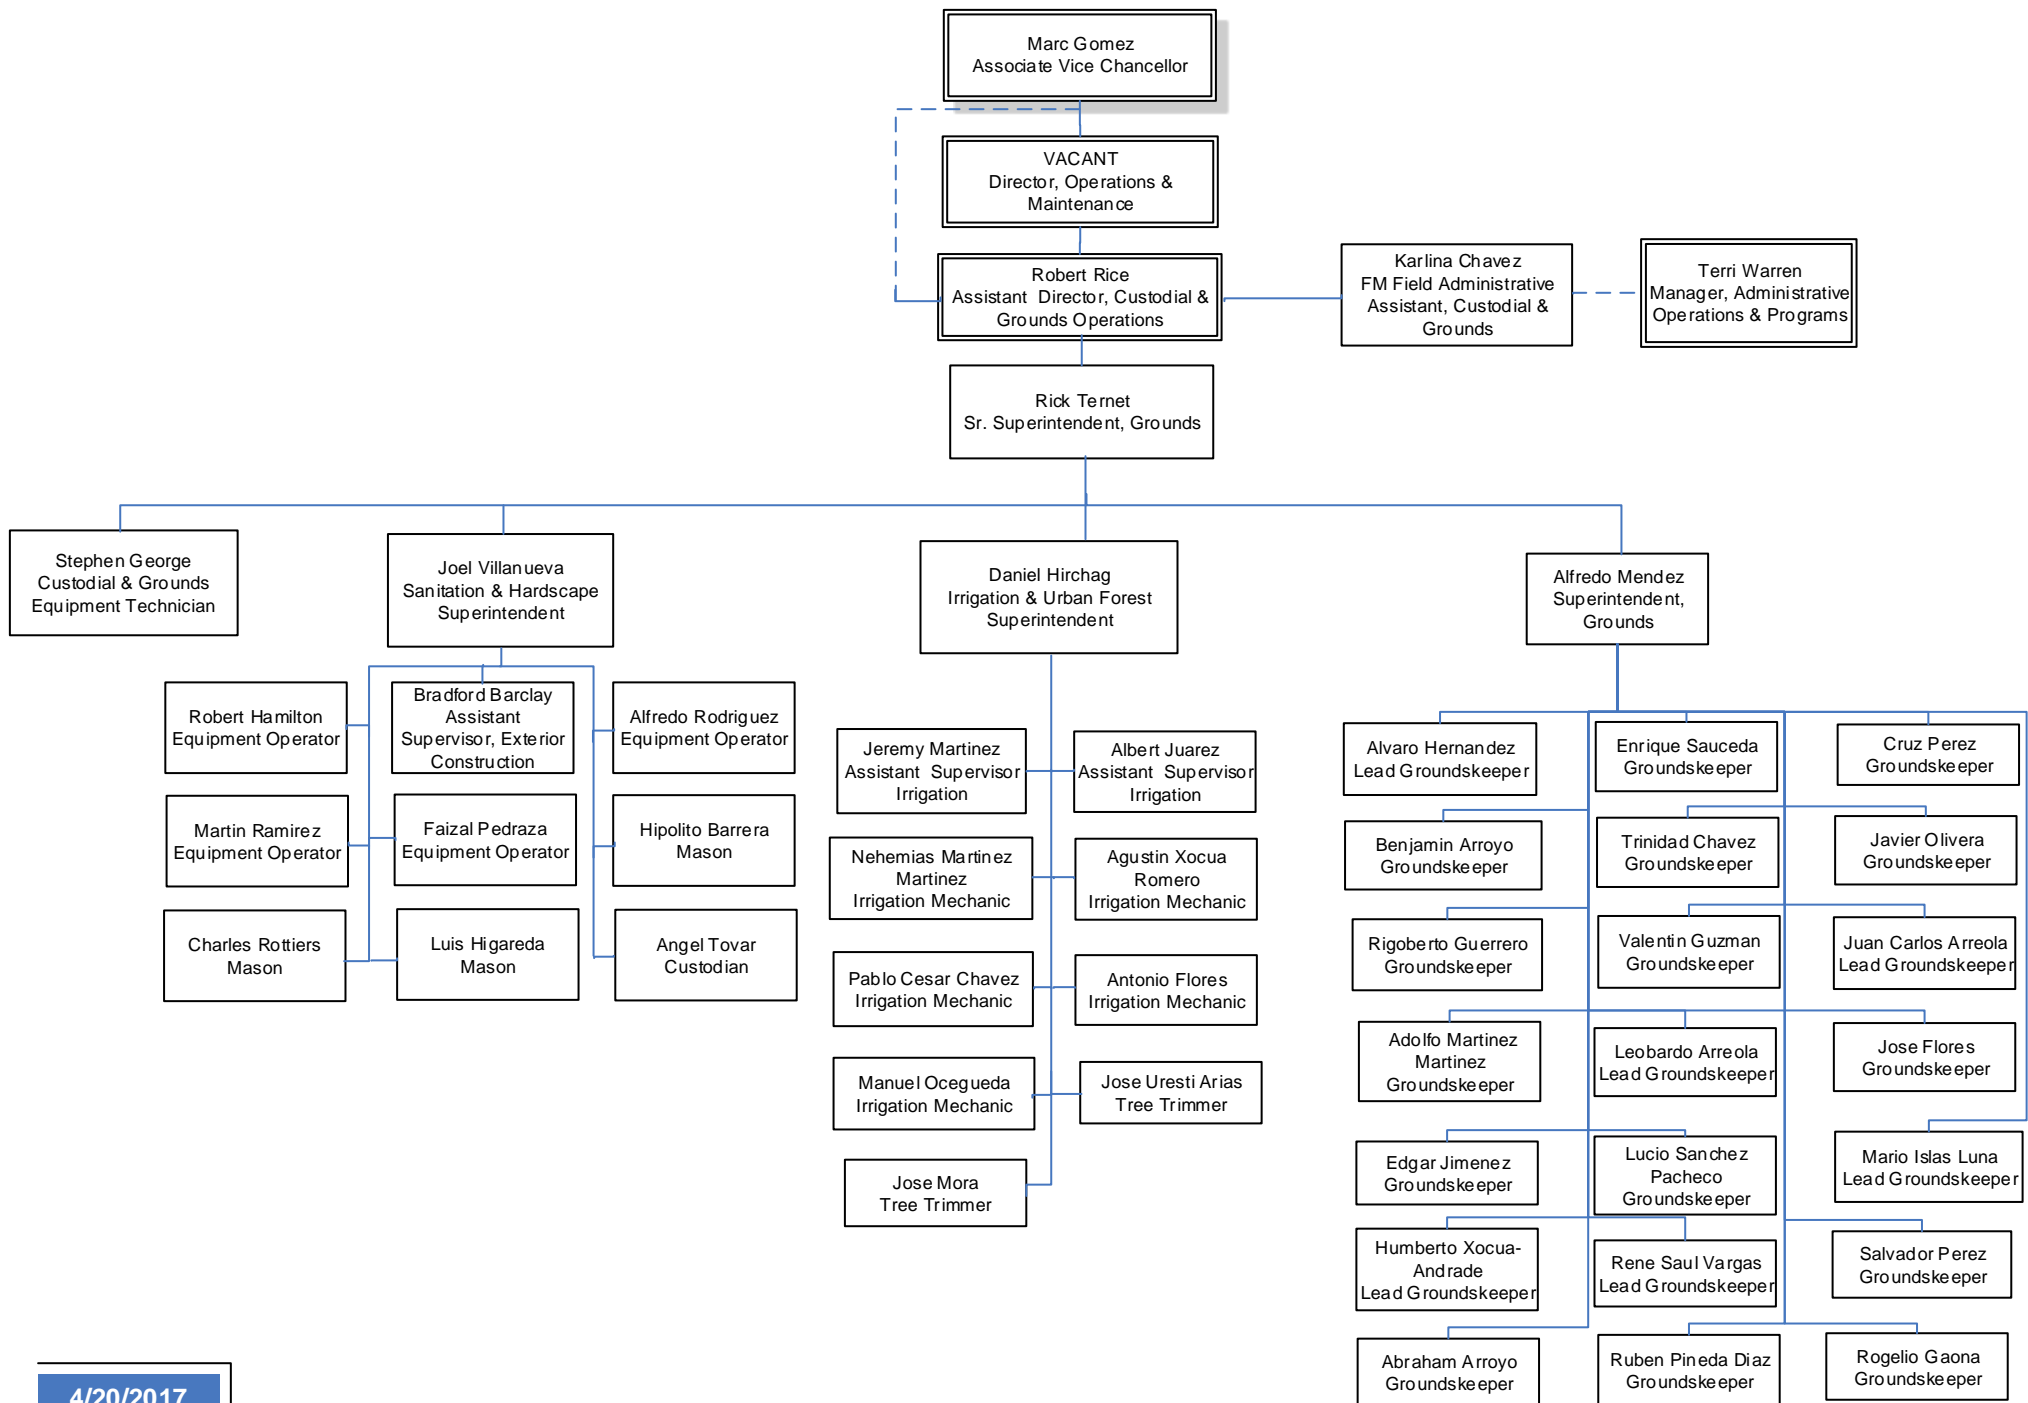 Marc Gomez
Associate Vice Chancellor
VACANT
Director, Operations &
Maintenance
Robert Rice
Assistant Director, Custodial &
Grounds Operations
Karlina Chavez
FM Field Administrative
Assistant, Custodial &
Grounds
Terri Warren
Manager, Administrative
Operations & Programs
Rick Ternet
Sr. Superintendent, Grounds
Stephen George
Custodial & Grounds
Equipment Technician
Joel Villanueva
Sanitation & Hardscape
Superintendent
Daniel Hirchag
Irrigation & Urban Forest
Superintendent
Alfredo Mendez
Superintendent,
Grounds
Robert Hamilton
Equipment Operator
Bradford Barclay
Assistant
Supervisor, Exterior
Construction
Alfredo Rodriguez
Equipment Operator
Martin Ramirez
Equipment Operator
Faizal Pedraza
Equipment Operator
Hipolito Barrera
Mason
Charles Rottiers
Mason
Luis Higareda
Mason
Angel Tovar
Custodian
Jeremy Martinez
Assistant Supervisor
Irrigation
Albert Juarez
Assistant Supervisor
Irrigation
Nehemias Martinez
Martinez
Irrigation Mechanic
Agustin Xocua
Romero
Irrigation Mechanic
Pablo Cesar Chavez
Irrigation Mechanic
Antonio Flores
Irrigation Mechanic
Manuel Ocegueda
Irrigation Mechanic
Jose Uresti Arias
Tree Trimmer
Jose Mora
Tree Trimmer
Alvaro Hernandez
Lead Groundskeeper
Enrique Sauceda
Groundskeeper
Cruz Perez
Groundskeeper
Benjamin Arroyo
Groundskeeper
Trinidad Chavez
Groundskeeper
Javier Olivera
Groundskeeper
Rigoberto Guerrero
Groundskeeper
Valentin Guzman
Groundskeeper
Juan Carlos Arreola
Lead Groundskeeper
Adolfo Martinez
Martinez
Groundskeeper
Leobardo Arreola
Lead Groundskeeper
Jose Flores
Groundskeeper
Edgar Jimenez
Groundskeeper
Lucio Sanchez
Pacheco
Groundskeeper
Mario Islas Luna
Lead Groundskeeper
Humberto Xocua-
Andrade
Lead Groundskeeper
Rene Saul Vargas
Lead Groundskeeper
Salvador Perez
Groundskeeper
Abraham Arroyo
Groundskeeper
Ruben Pineda Diaz
Groundskeeper
Rogelio Gaona
Groundskeeper
4/20/2017